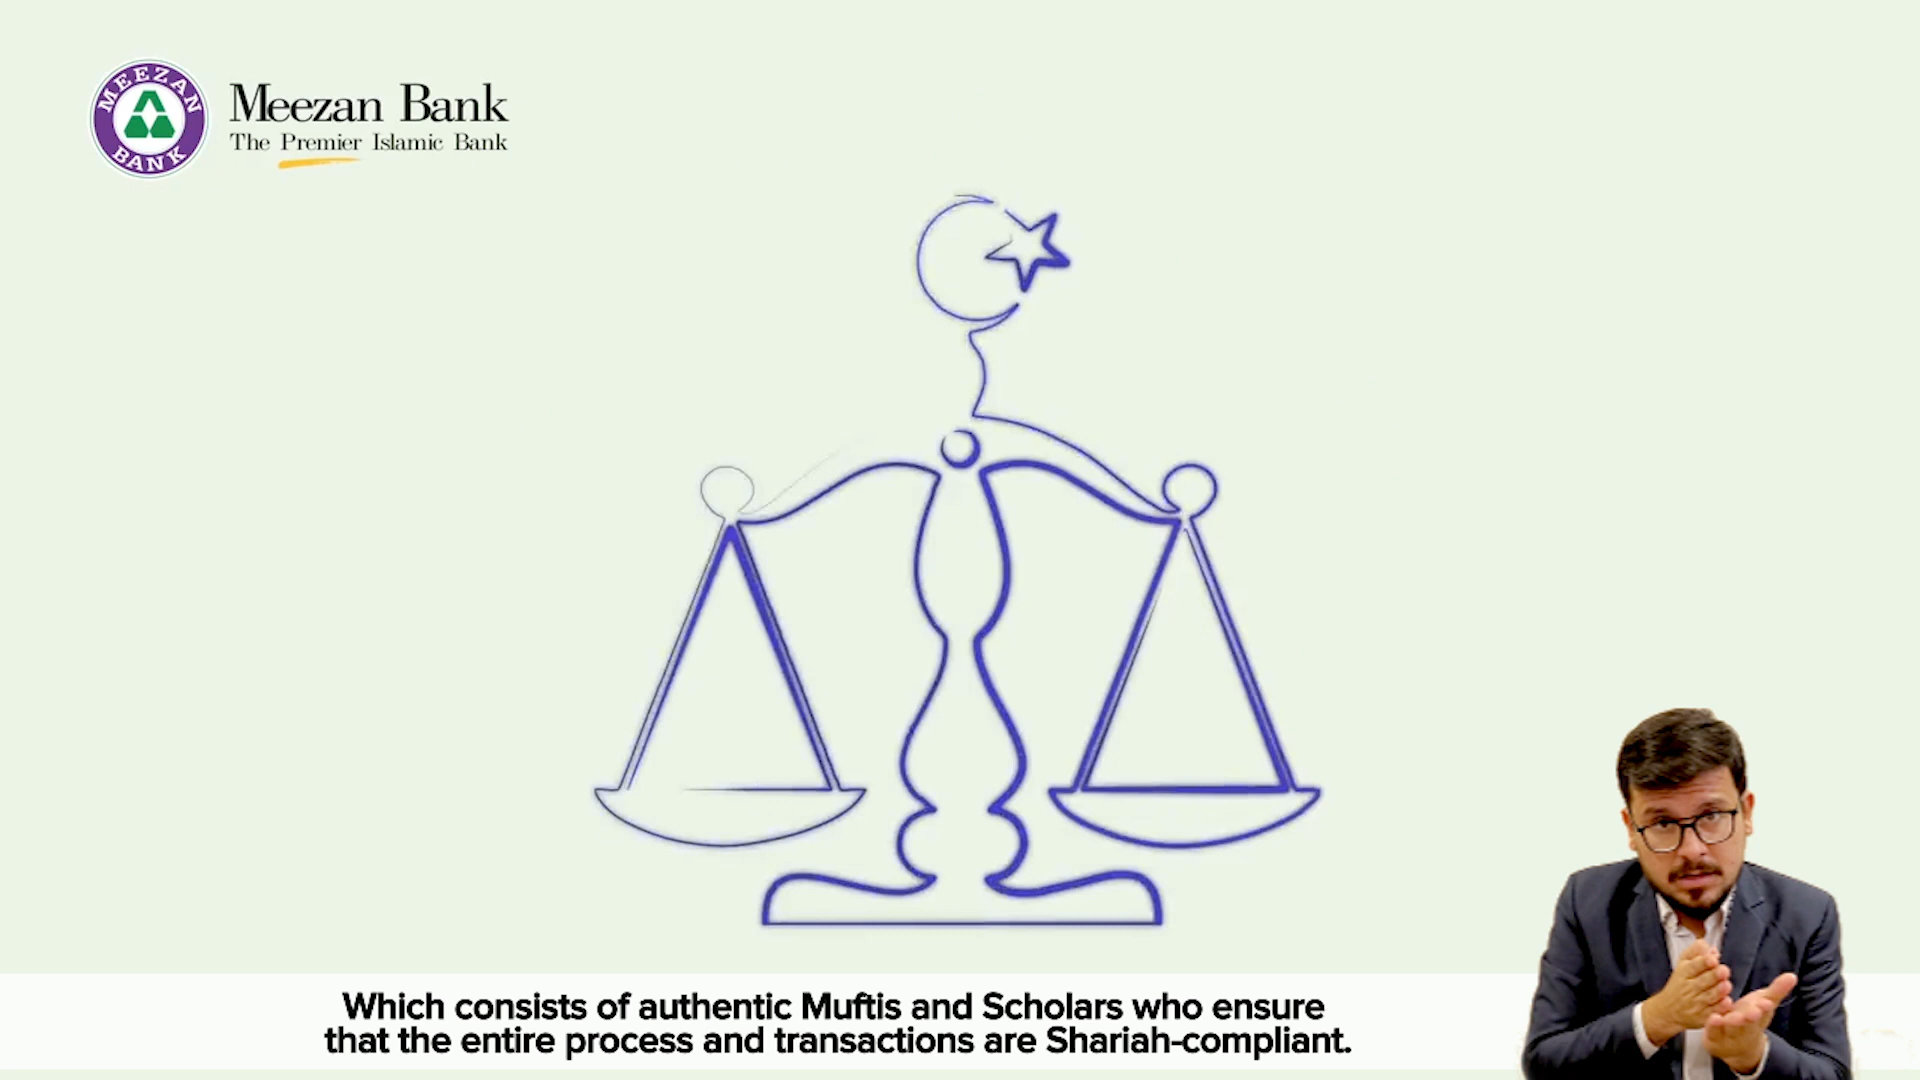 MEEZAN
BANK
Meezan Bank
The Premier Islamic Bank
Which consists of authentic Muftis and Scholars who ensure
that the entire process and transactions are Shariah-compliant.